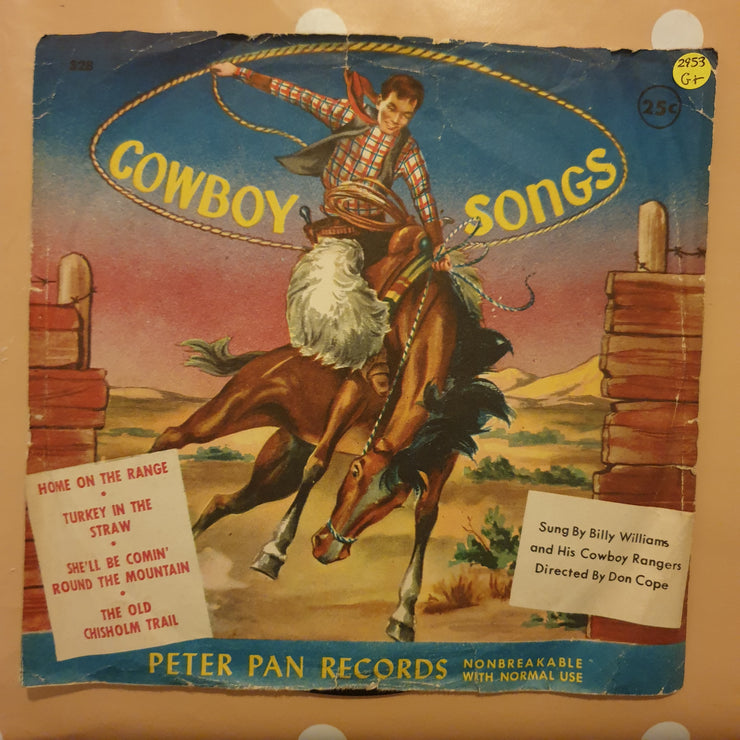 328
2953
G+
25¢
COWBOY SONGS
HOME ON THE RANGE
•
TURKEY IN THE
STRAW
•
SHE'LL BE COMIN'
ROUND THE MOUNTAIN
•
THE OLD
CHISHOLM TRAIL
Sung By Billy Williams
and His Cowboy Rangers
Directed By Don Cope
PETER PAN RECORDS
NONBREAKABLE
WITH NORMAL USE